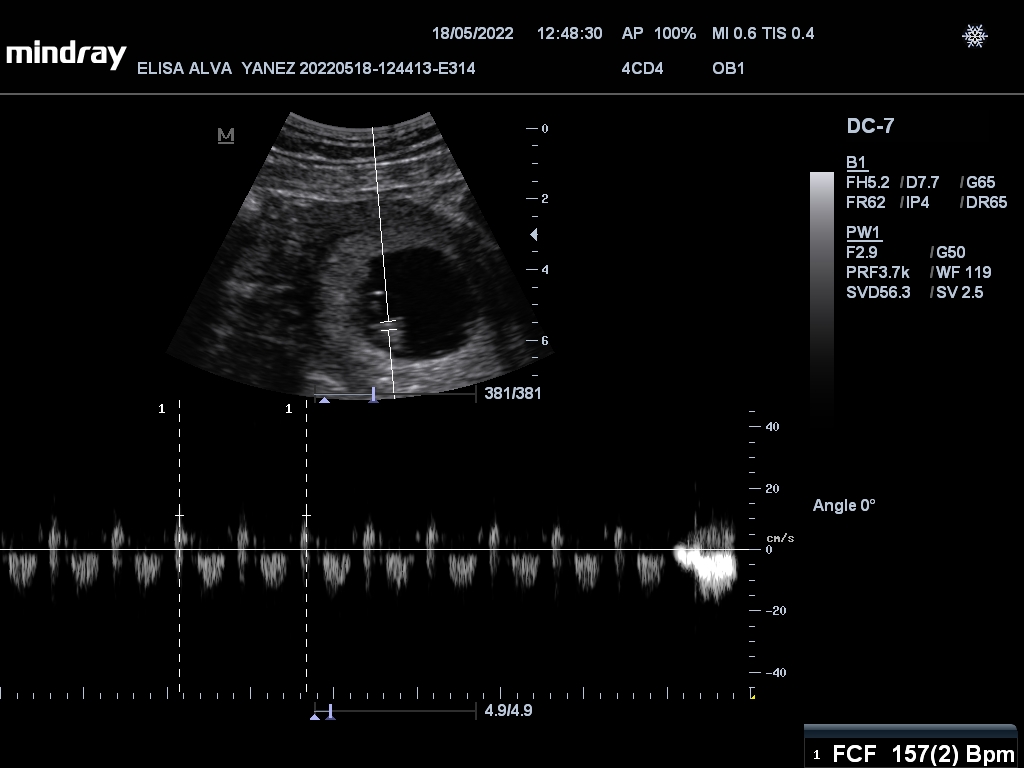 mindray
18/05/2022 12:48:30 AP 100% MI 0.6 TIS 0.4
ELISA ALVA YANEZ 20220518-124413-E314 4CD4 OB1
M
DC-7
B1
FH5.2 /D7.7 /G65
FR62 /IP4 /DR65
PW1
F2.9 /G50
PRF3.7k /WF 119
SVD56.3 /SV 2.5
0
2
4
6
381/381
1 1
40
20
cm/s
0
-20
-40
Angle 0°
4.9/4.9
1 FCF 157(2) Bpm